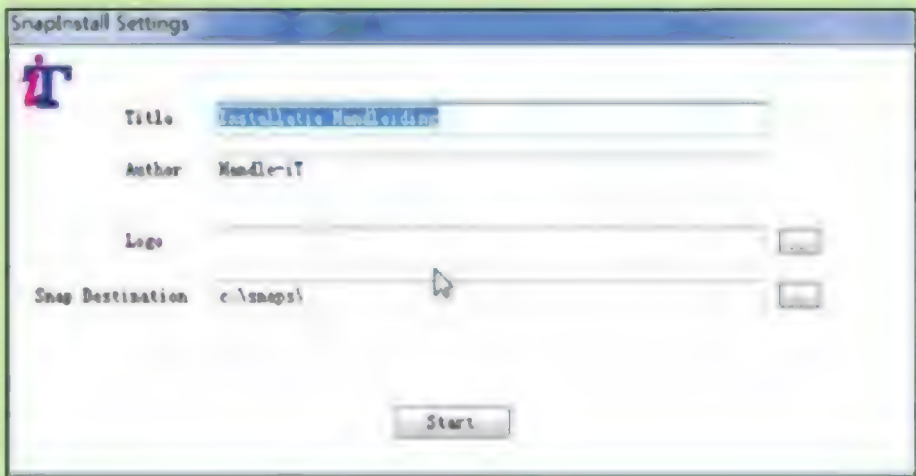 SnapInstall Settings
iT
Title Installatie Handleiding
Author Handle-iT
Logo
...
Snap Destination c:\snaps\
...
Start